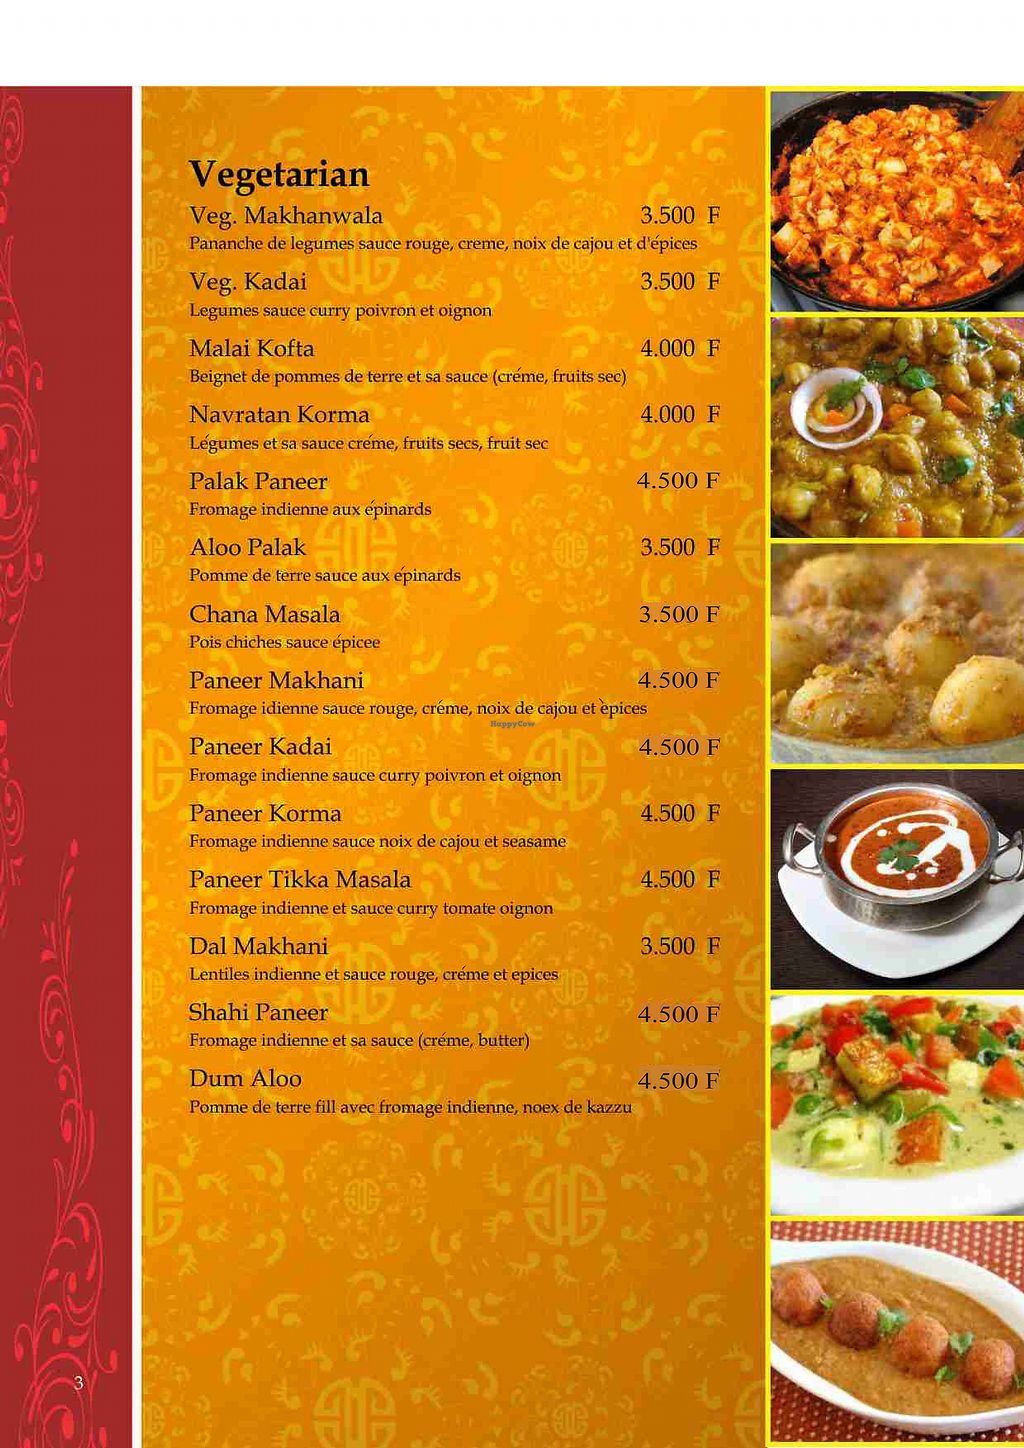 Vegetarian
Veg. Makhanwala 3.500 F
Pananche de legumes sauce rouge, creme, noix de cajou et d'épices
Veg. Kadai 3.500 F
Legumes sauce curry poivron et oignon
Malai Kofta 4.000 F
Beignet de pommes de terre et sa sauce (créme, fruits sec)
Navratan Korma 4.000 F
Légumes et sa sauce créme, fruits secs, fruit sec
Palak Paneer 4.500 F
Fromage indienne aux épinards
Aloo Palak 3.500 F
Pomme de terre sauce aux épinards
Chana Masala 3.500 F
Pois chiches sauce épicee
Paneer Makhani 4.500 F
Fromage idienne sauce rouge, créme, noix de cajou et èpices
HappyCow
Paneer Kadai 4.500 F
Fromage indienne sauce curry poivron et oignon
Paneer Korma 4.500 F
Fromage indienne sauce noix de cajou et seasame
Paneer Tikka Masala 4.500 F
Fromage indienne et sauce curry tomate oignon
Dal Makhani 3.500 F
Lentiles indienne et sauce rouge, créme et epices
Shahi Paneer 4.500 F
Fromage indienne et sa sauce (créme, butter)
Dum Aloo 4.500 F
Pomme de terre fill avec fromage indienne, noex de kazzu
3